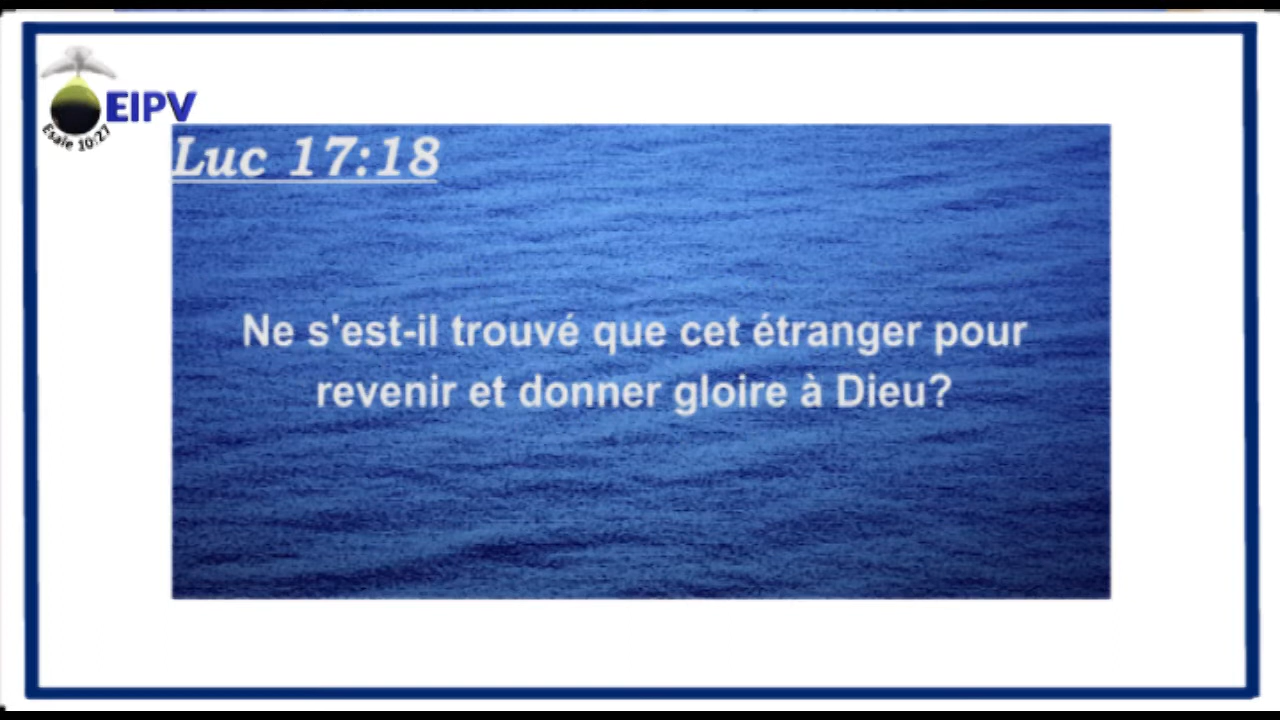 EIPV
Esaie 10:27
Luc 17:18
Ne s'est-il trouvé que cet étranger pour
revenir et donner gloire à Dieu?